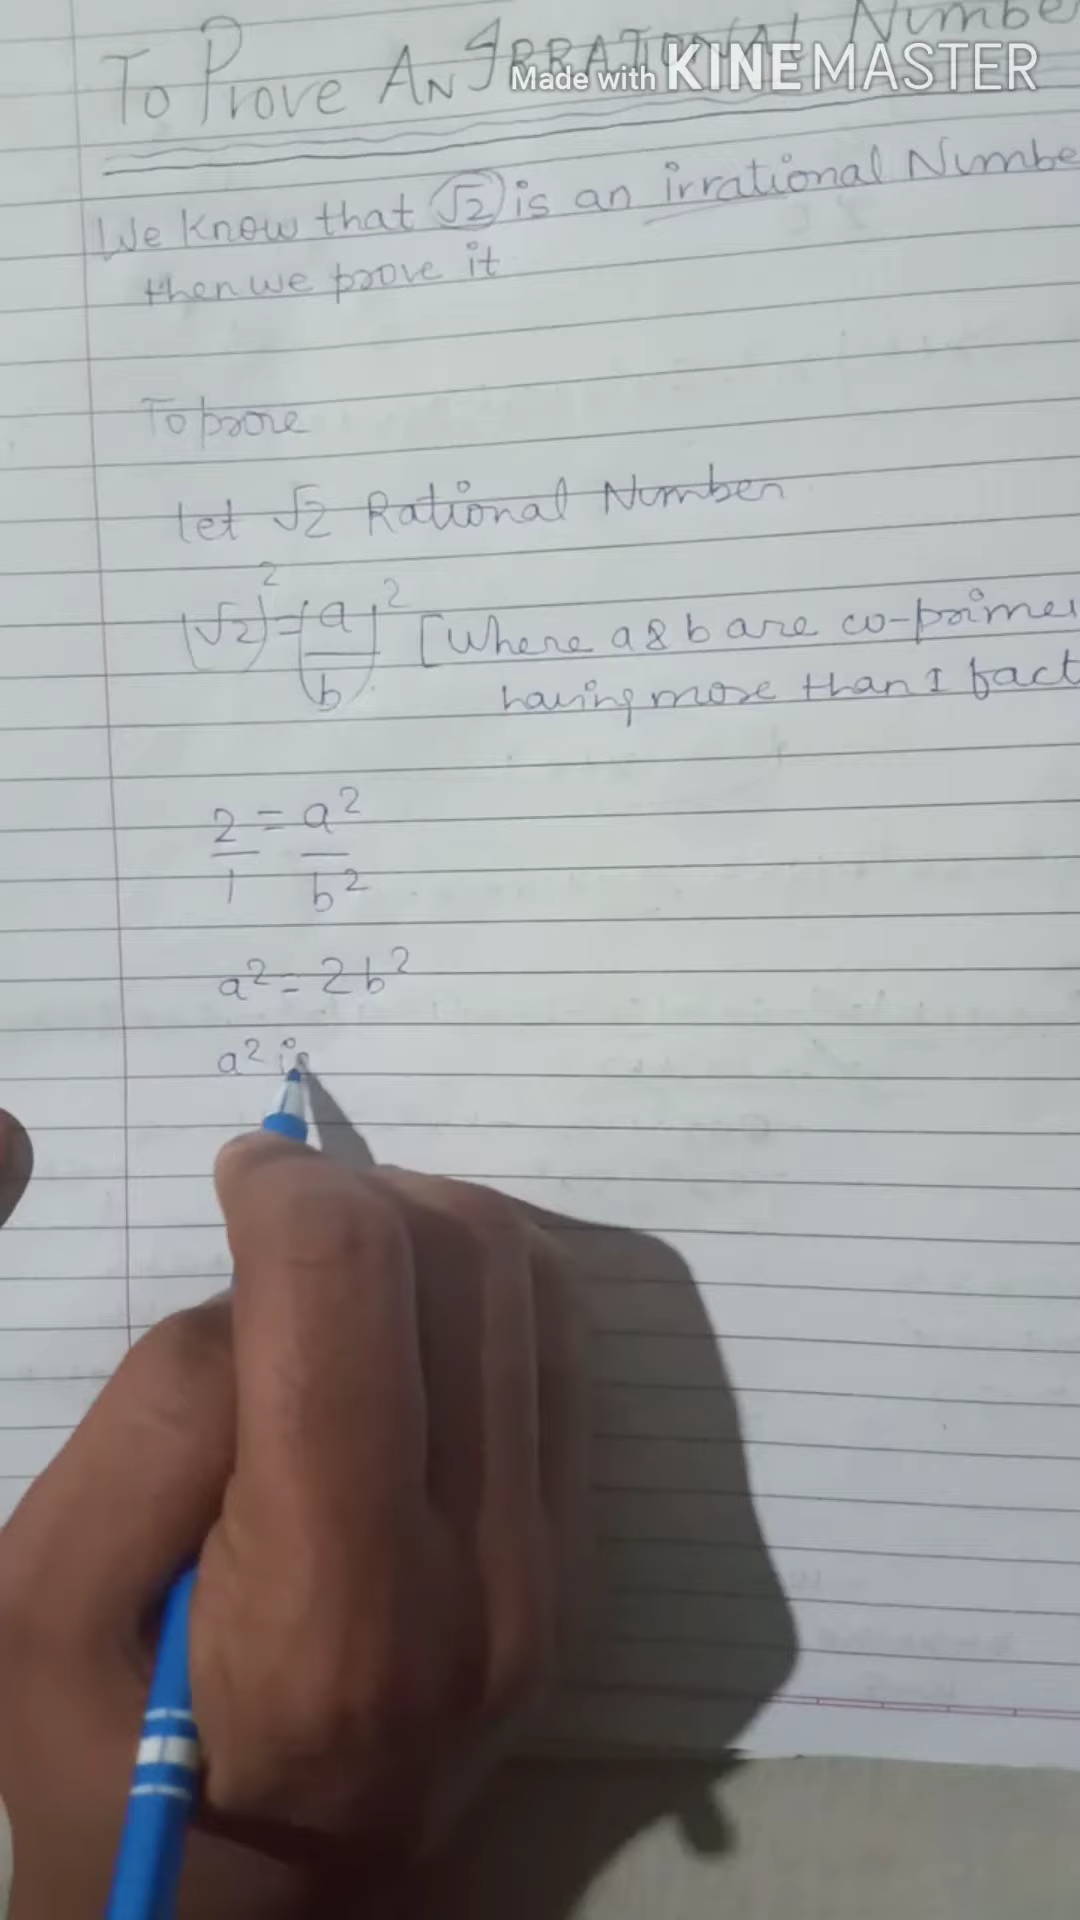 To Prove AN IRRATIONAL Numbe
Made with KINEMASTER
We Know that √2 is an irrational Numbe
then we prove it
To prove
let √2 Rational Number
(√2)² = (a/b)² [Where a & b are co-primes
having more than 1 fact
2/1 = a²/b²
a² = 2b²
a² is